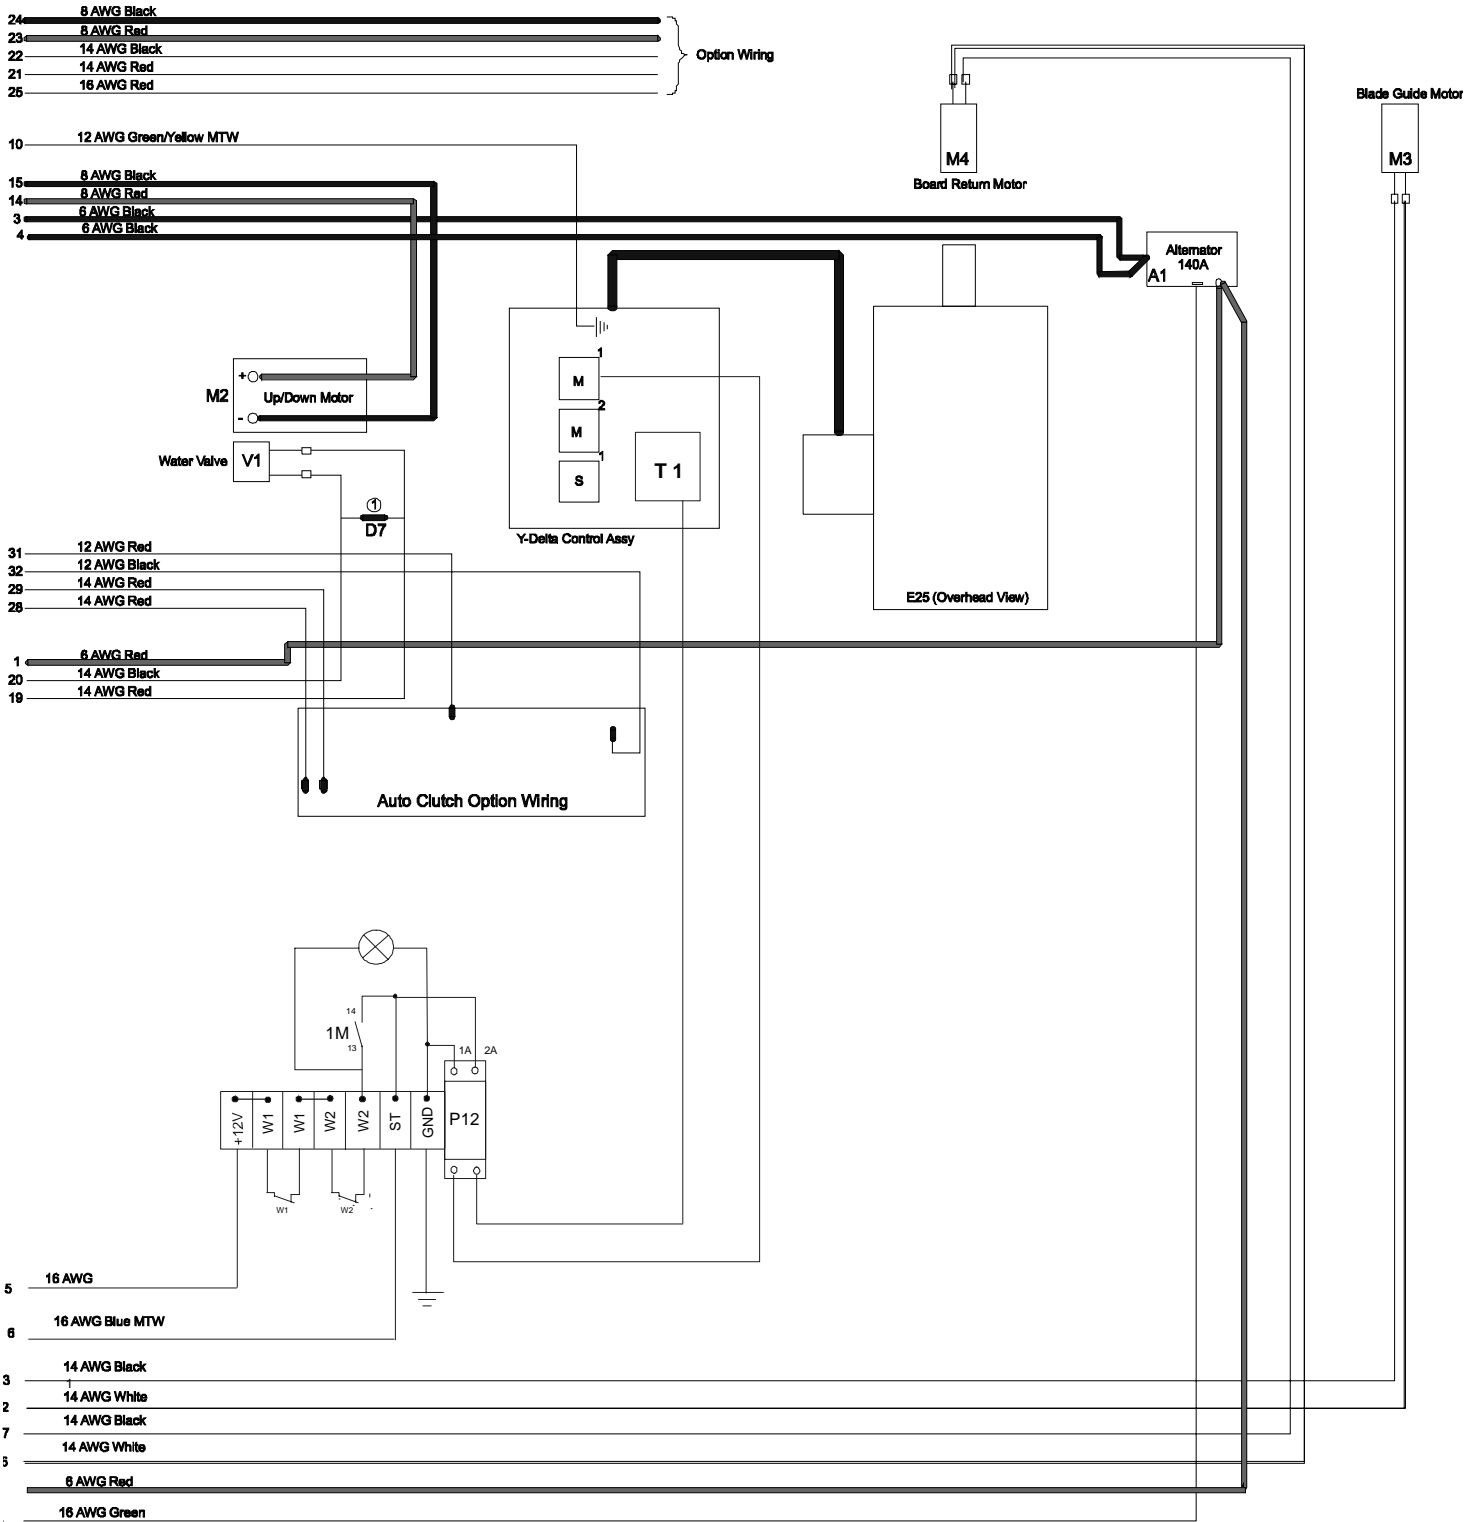 24 8 AWG Black
23 8 AWG Red
22 14 AWG Black
21 14 AWG Red
25 16 AWG Red
Option Wiring
10 12 AWG Green/Yellow MTW
15 8 AWG Black
14 8 AWG Red
3 6 AWG Black
4 6 AWG Black
M4
Board Return Motor
Blade Guide Motor
M3
Alternator
140A
A1
M2
+
Up/Down Motor
-
Water Valve
V1
1
D7
1
M
2
M
1
S
T 1
Y-Delta Control Assy
E25 (Overhead View)
31 12 AWG Red
32 12 AWG Black
29 14 AWG Red
28 14 AWG Red
1 6 AWG Red
20 14 AWG Black
19 14 AWG Red
Auto Clutch Option Wiring
14
1M
13
1A 2A
+12V
W1
W1
W2
W2
ST
GND
P12
W1
W2
5 16 AWG
6 16 AWG Blue MTW
3 14 AWG Black
1
2 14 AWG White
7 14 AWG Black
14 AWG White
6 AWG Red
16 AWG Green